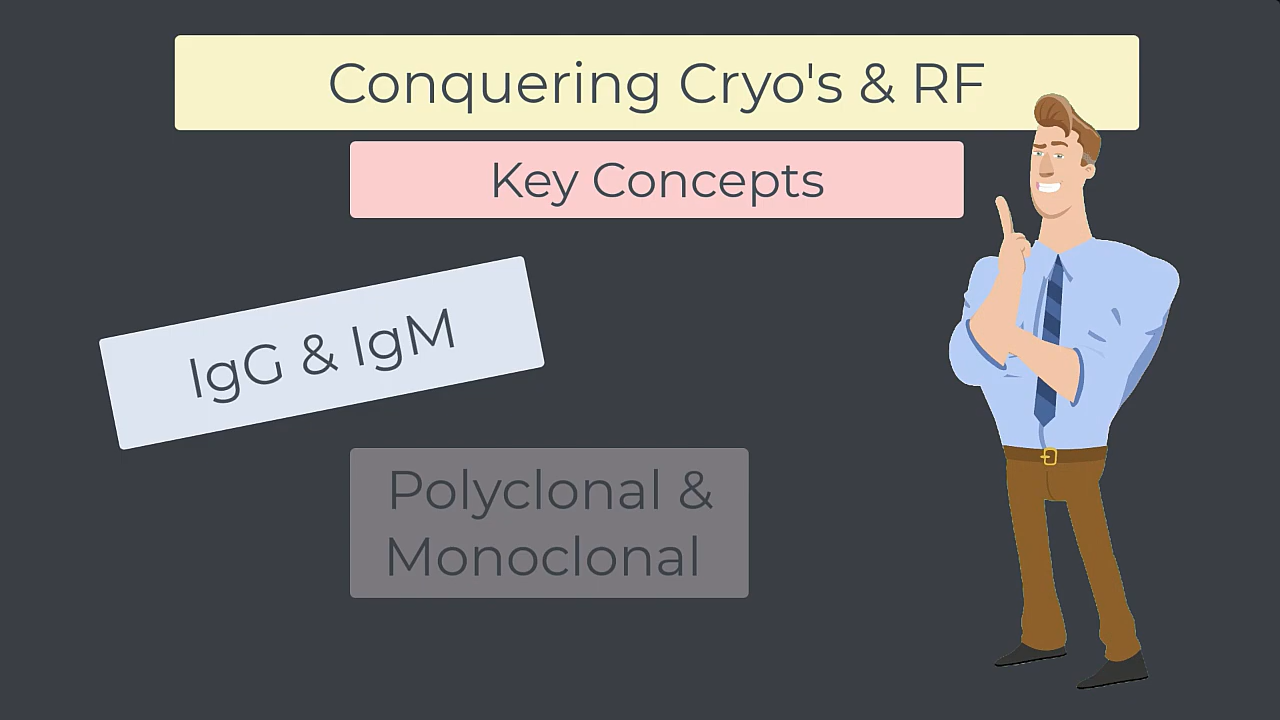 Conquering Cryo's & RF
Key Concepts
IgG & IgM
Polyclonal &
Monoclonal